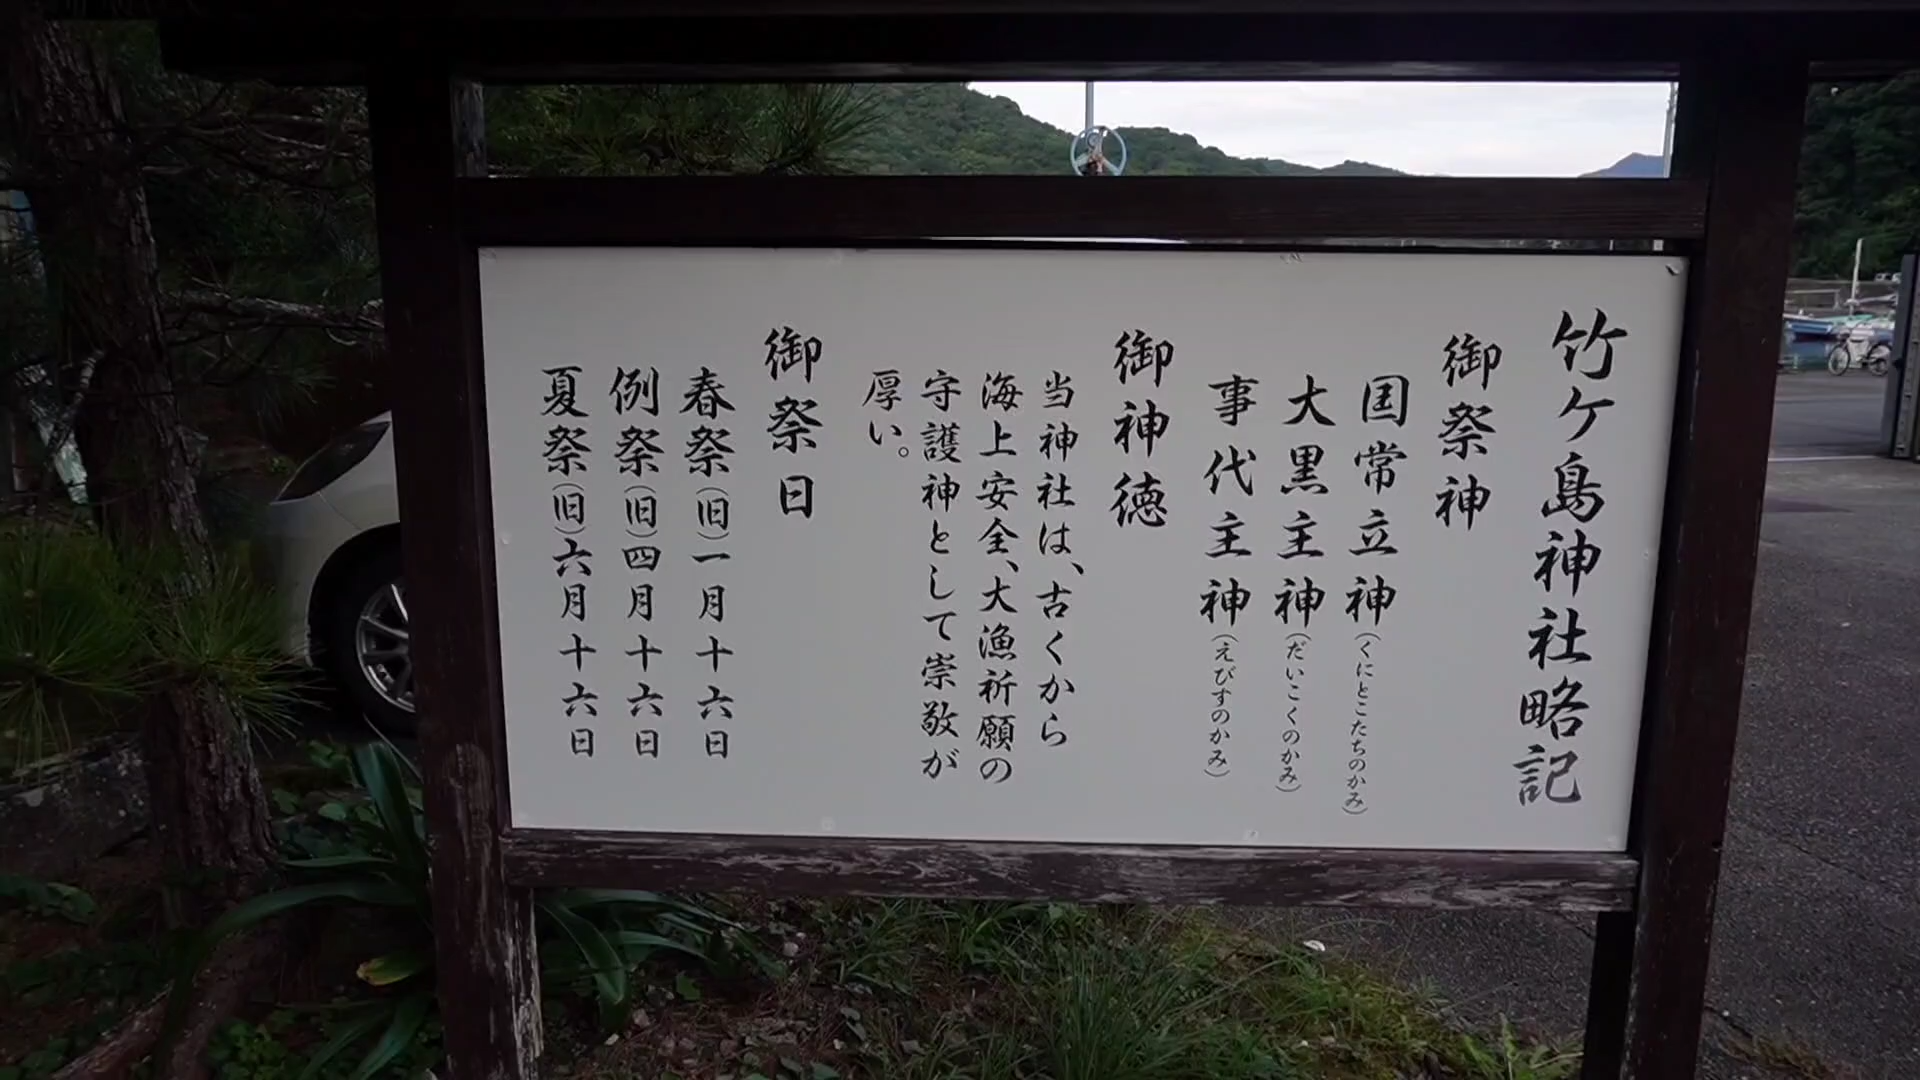 竹ケ島神社略記
御祭神
国常立神(くにとこたちのかみ)
大黒主神(だいこくのかみ)
事代主神(えびすのかみ)
御神徳
当神社は、古くから
海上安全、大漁祈願の
守護神として崇敬が
厚い。
御祭日
春祭(旧)一月十六日
例祭(旧)四月十六日
夏祭(旧)六月十六日